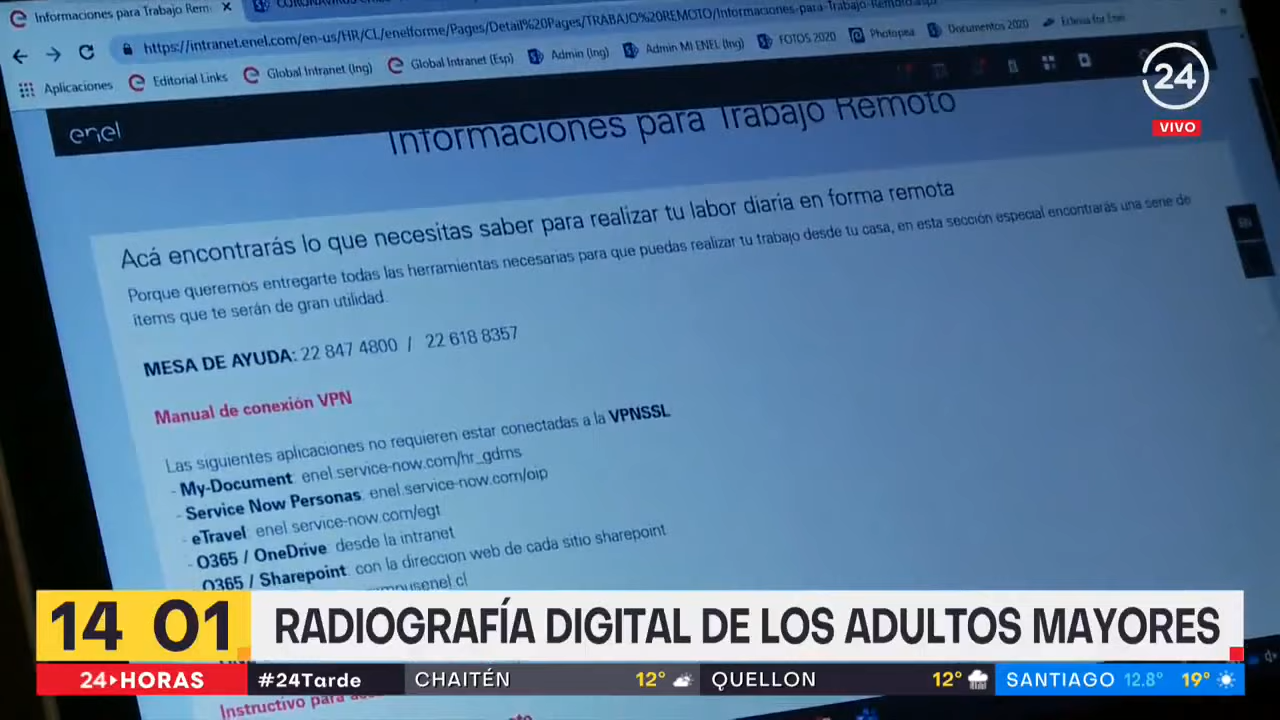 Informaciones para Trabajo Rem
https://intranet.enel.com/en-us/HR/CL/enelforme/Pages/Detail%20Pages/TRABAJO%20REMOTO/Informaciones-para-Trabajo-Remoto.aspx
Aplicaciones
Editorial Links
Global Intranet (Ing)
Global Intranet (Esp)
Admin (Ing)
Admin MI ENEL (Ing)
FOTOS 2020
Photopea
Documentos 2020
24
VIVO
enel
Informaciones para Trabajo Remoto
Acá encontrarás lo que necesitas saber para realizar tu labor diaria en forma remota
Porque queremos entregarte todas las herramientas necesarias para que puedas realizar tu trabajo desde tu casa, en esta sección especial encontrarás una serie de
ítems que te serán de gran utilidad.
MESA DE AYUDA: 22 847 4800 / 22 618 8357
Manual de conexión VPN
Las siguientes aplicaciones no requieren estar conectadas a la VPNSSL
- My-Document: enel.service-now.com/hr_gdms
- Service Now Personas: enel.service-now.com/oip
- eTravel: enel.service-now.com/egt
- O365 / OneDrive: desde la intranet
O365 / Sharepoint: con la direccion web de cada sitio sharepoint
14 01
RADIOGRAFÍA DIGITAL DE LOS ADULTOS MAYORES
24 HORAS
#24Tarde
CHAITÉN 12°
QUELLON 12°
SANTIAGO 12.8° 19°
Instructivo para